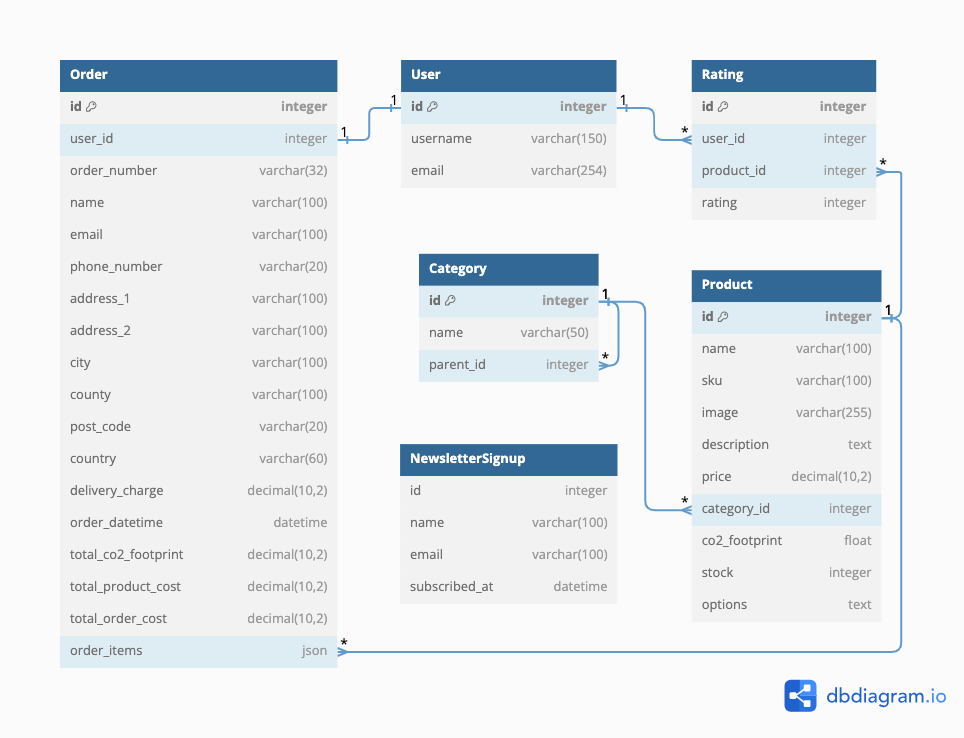 Order
id integer
user_id integer
order_number varchar(32)
name varchar(100)
email varchar(100)
phone_number varchar(20)
address_1 varchar(100)
address_2 varchar(100)
city varchar(100)
county varchar(100)
post_code varchar(20)
country varchar(60)
delivery_charge decimal(10,2)
order_datetime datetime
total_co2_footprint decimal(10,2)
total_product_cost decimal(10,2)
total_order_cost decimal(10,2)
order_items json
1
1
User
id integer
username varchar(150)
email varchar(254)
1
*
Rating
id integer
user_id integer
product_id integer
rating integer
*
Category
id integer
name varchar(50)
parent_id integer
1
*
NewsletterSignup
id integer
name varchar(100)
email varchar(100)
subscribed_at datetime
Product
id integer
name varchar(100)
sku varchar(100)
image varchar(255)
description text
price decimal(10,2)
category_id integer
co2_footprint float
stock integer
options text
1
*
*
dbdiagram.io